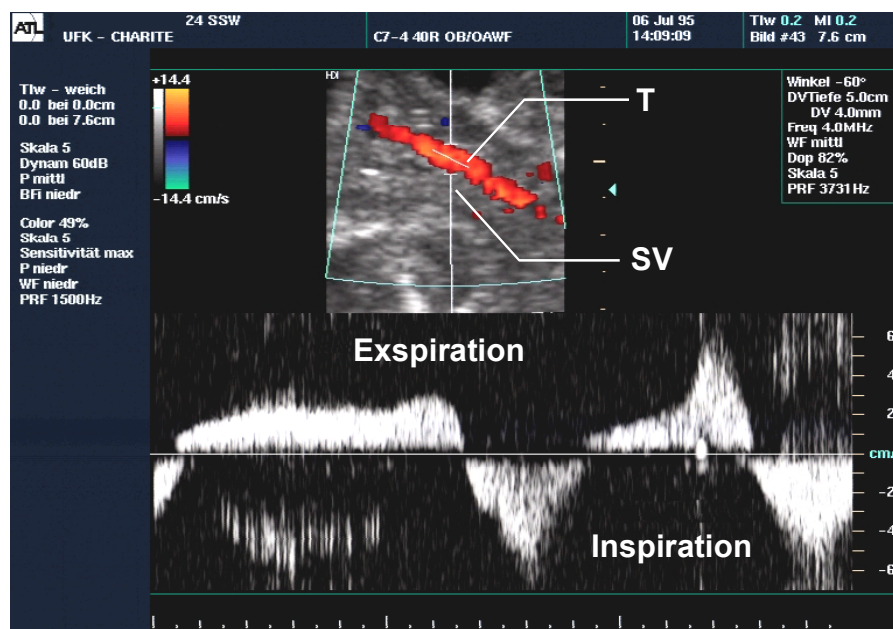 ATL
24 SSW
UFK - CHARITE
C7-4 40R OB/OAWF
06 Jul 95
14:09:09
TIw 0.2 MI 0.2
Bild #43 7.6 cm
TIw - weich
0.0 bei 0.0cm
0.0 bei 7.6cm
Skala 5
Dynam 60dB
P mittl
BFi niedr
Color 49%
Skala 5
Sensitivität max
P niedr
WF niedr
PRF 1500Hz
+14.4
-14.4 cm/s
HDI
T
SV
Winkel -60°
DVTiefe 5.0cm
DV 4.0mm
Freq 4.0MHz
WF mittl
Dop 82%
Skala 5
PRF 3731Hz
Exspiration
Inspiration
6
4
2
cm/
-2
-4
-6